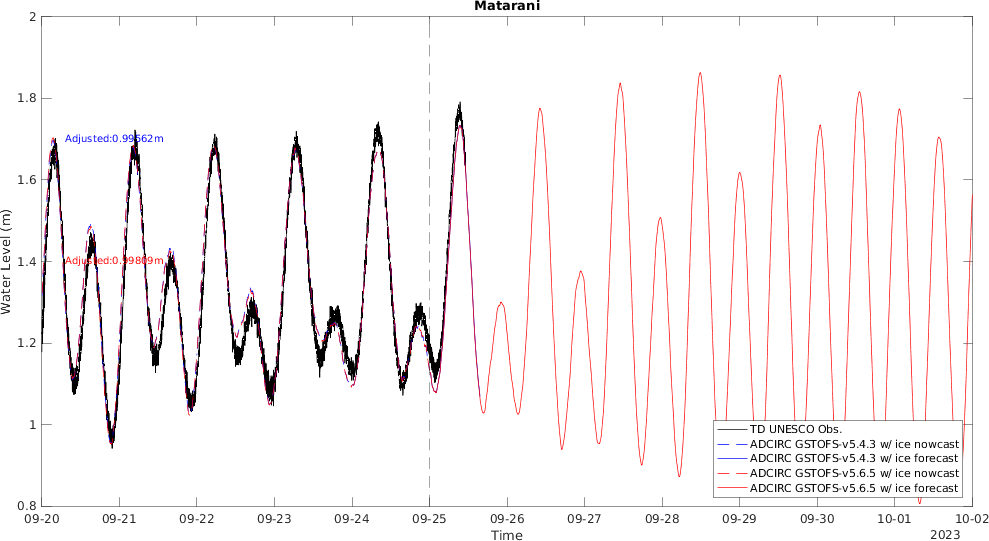 Matarani
2
1.8
1.6
1.4
1.2
1
0.8
Water Level (m)
Adjusted:0.99562m
Adjusted:0.99809m
TD UNESCO Obs.
ADCIRC GSTOFS-v5.4.3 w/ ice nowcast
ADCIRC GSTOFS-v5.4.3 w/ ice forecast
ADCIRC GSTOFS-v5.6.5 w/ ice nowcast
ADCIRC GSTOFS-v5.6.5 w/ ice forecast
09-20 09-21 09-22 09-23 09-24 09-25 09-26 09-27 09-28 09-29 09-30 10-01 10-02
Time
2023